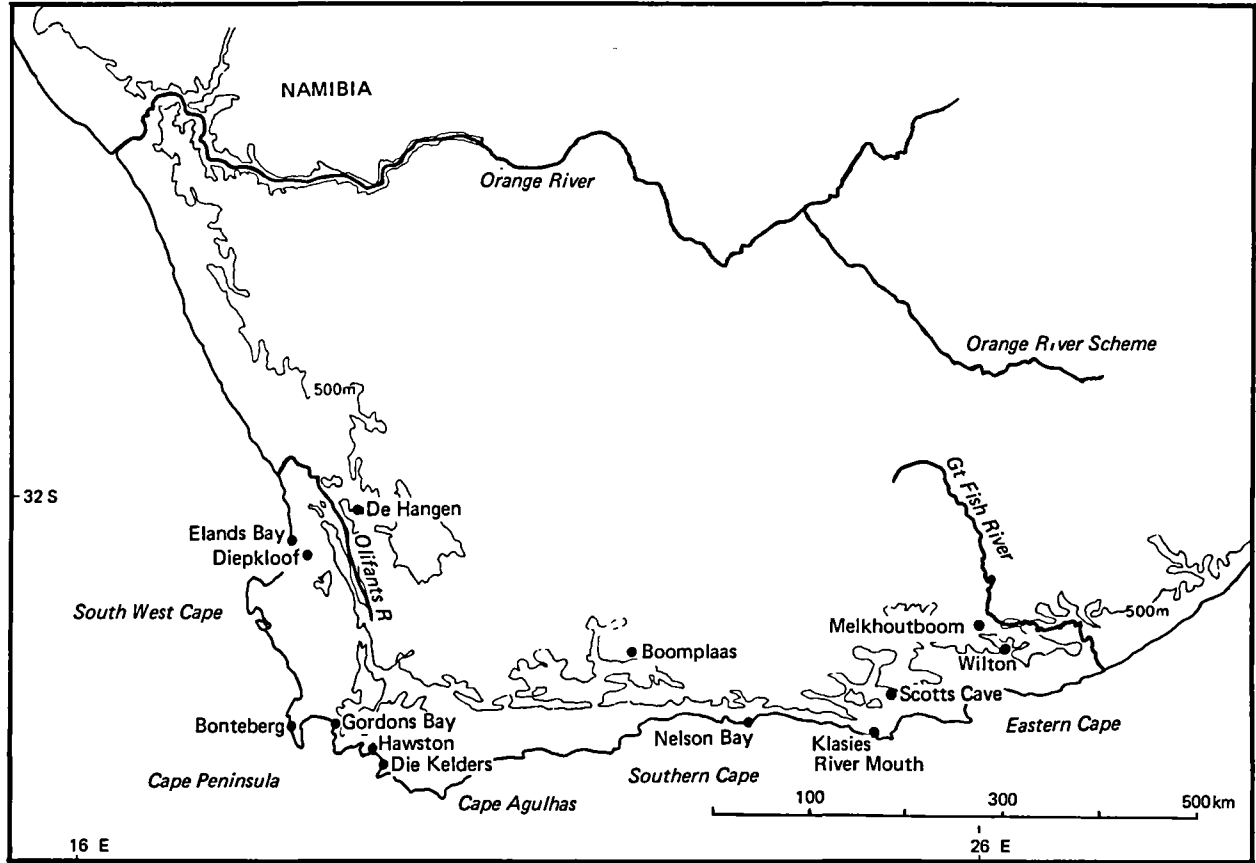 NAMIBIA
Orange River
Orange River Scheme
500m
Gt Fish River
32 S
De Hangen
Elands Bay
Diepkloof
Olifants R
South West Cape
500m
Melkhoutboom
Boomplaas
Wilton
Scotts Cave
Bonteberg
Gordons Bay
Eastern Cape
Hawston
Nelson Bay
Klasies
River Mouth
Die Kelders
Cape Peninsula
Southern Cape
Cape Agulhas
100
300
500km
16 E
26 E